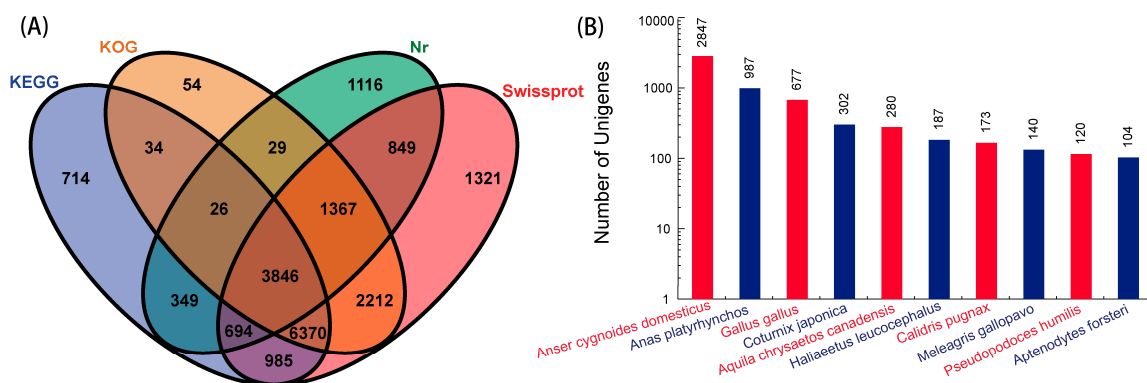 (A)
KEGG
KOG
Nr
Swissprot
54
1116
34
29
849
714
1321
26
1367
3846
349
2212
694
6370
985
(B)
Number of Unigenes
10000
1000
100
10
1
2847
987
677
302
280
187
173
140
120
104
Anser cygnoides domesticus
Anas platyrhynchos
Gallus gallus
Coturnix japonica
Aquila chrysaetos canadensis
Haliaeetus leucocephalus
Calidris pugnax
Meleagris gallopavo
Pseudopodoces humilis
Aptenodytes forsteri